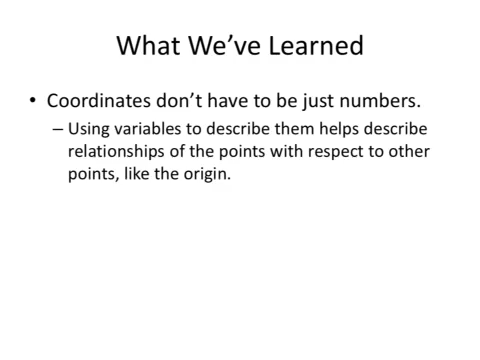 What We’ve Learned
• Coordinates don’t have to be just numbers.
– Using variables to describe them helps describe
relationships of the points with respect to other
points, like the origin.